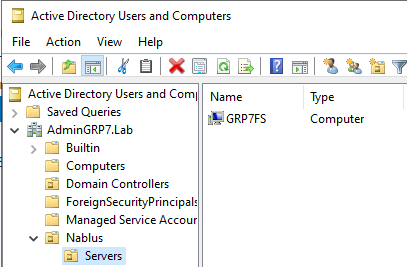 Active Directory Users and Computers
File Action View Help
Active Directory Users and Comp
Saved Queries
AdminGRP7.Lab
Builtin
Computers
Domain Controllers
ForeignSecurityPrincipals
Managed Service Accour
Nablus
Servers
Name Type
GRP7FS Computer